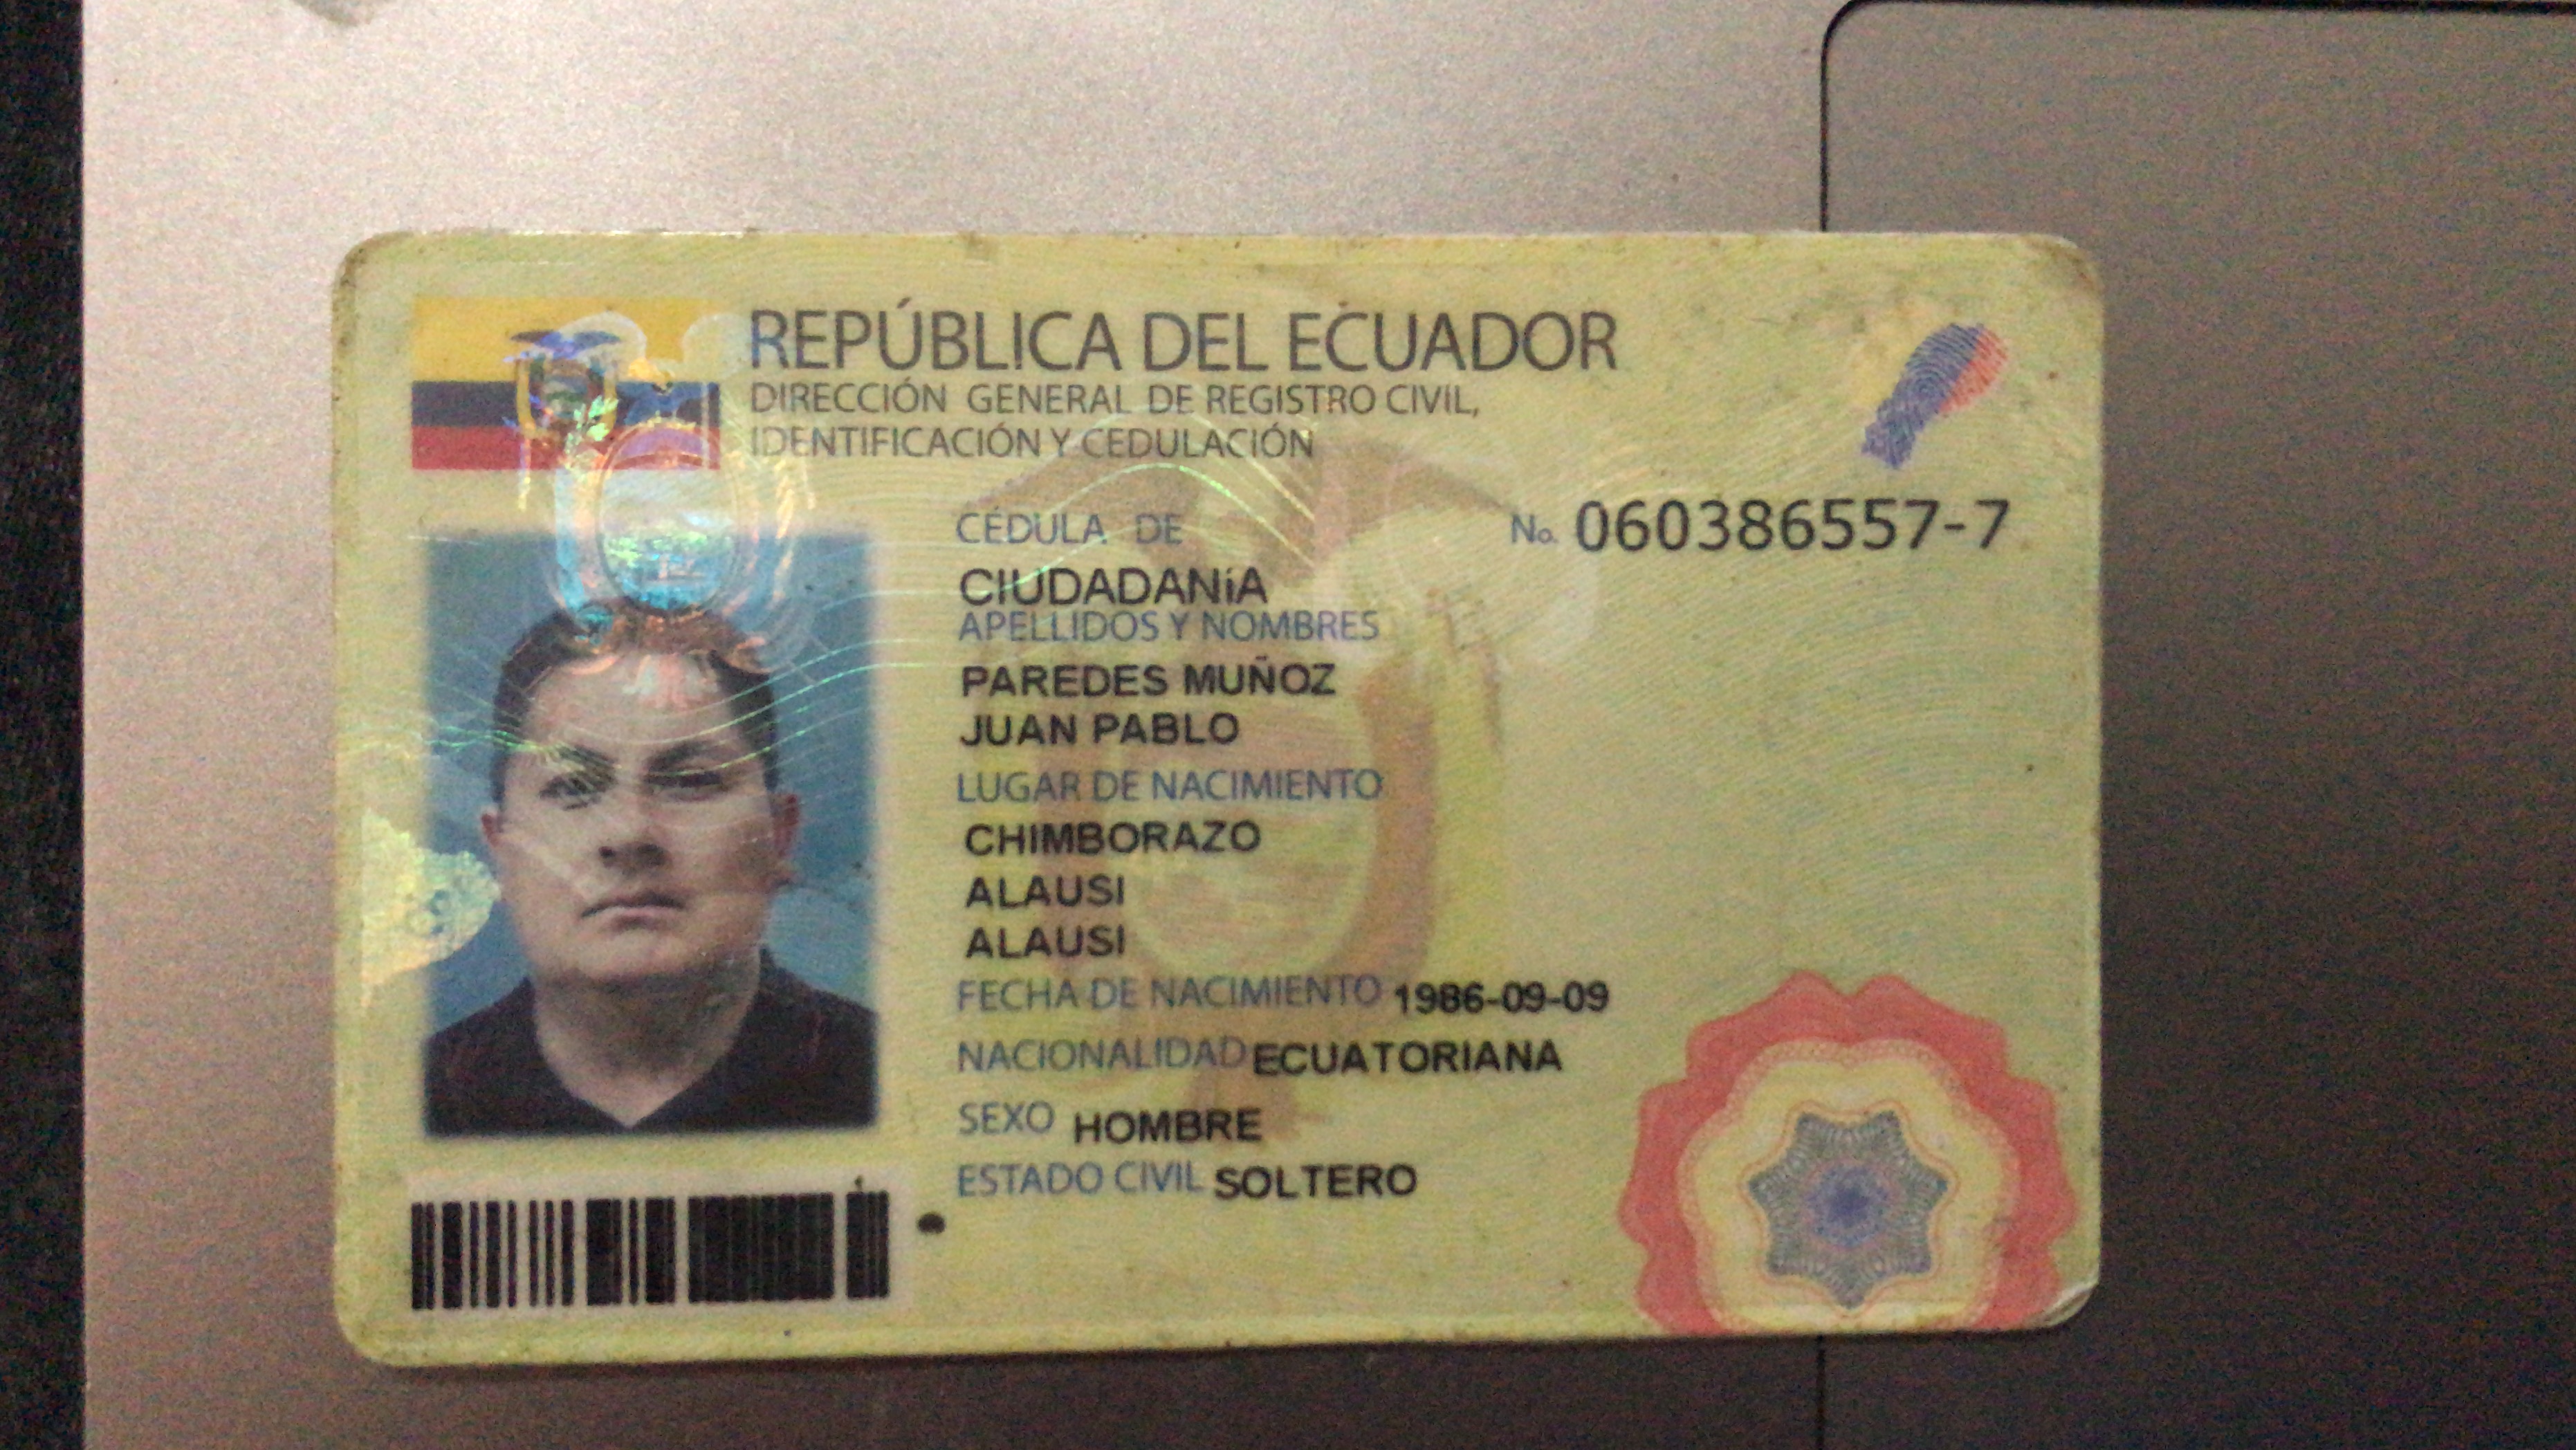 REPÚBLICA DEL ECUADOR
DIRECCIÓN GENERAL DE REGISTRO CIVIL,
IDENTIFICACIÓN Y CEDULACIÓN
CÉDULA DE
No. 060386557-7
CIUDADANÍA
APELLIDOS Y NOMBRES
PAREDES MUÑOZ
JUAN PABLO
LUGAR DE NACIMIENTO
CHIMBORAZO
ALAUSI
ALAUSI
FECHA DE NACIMIENTO 1986-09-09
NACIONALIDAD ECUATORIANA
SEXO HOMBRE
ESTADO CIVIL SOLTERO